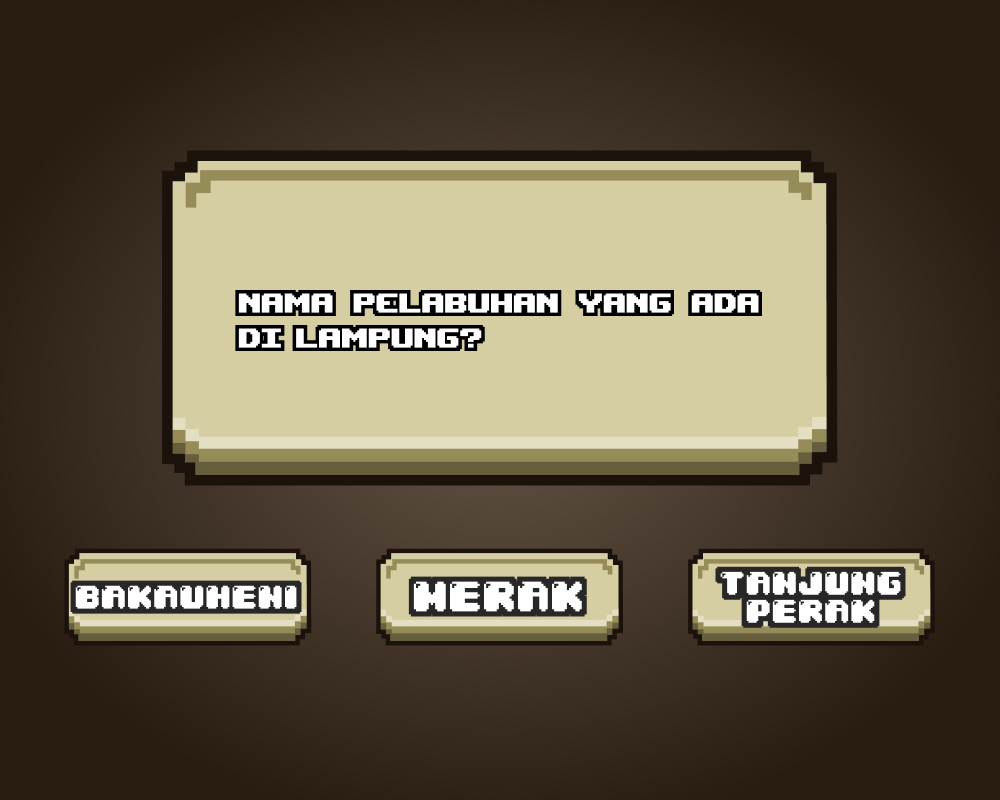 NAMA PELABUHAN YANG ADA
DI LAMPUNG?
BAKAUHENI
MERAK
TANJUNG
PERAK